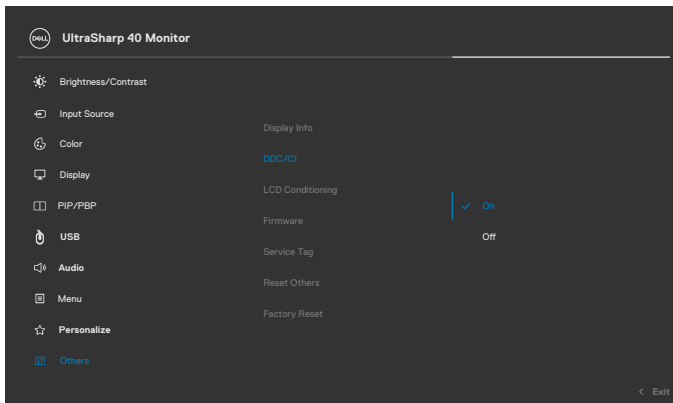 DELL UltraSharp 40 Monitor
Brightness/Contrast
Input Source
Color
Display
PIP/PBP
USB
Audio
Menu
Personalize
Others
Display Info
DDC/CI
LCD Conditioning
Firmware
Service Tag
Reset Others
Factory Reset
On
Off
Exit